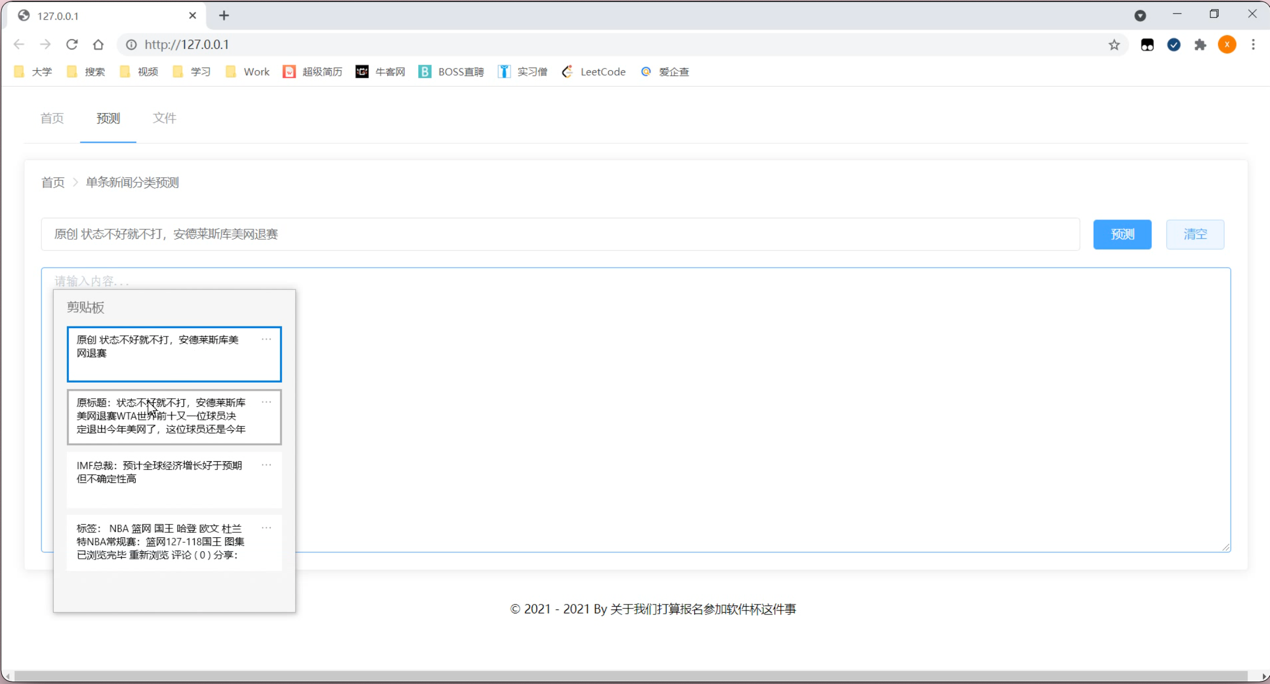 127.0.0.1
http://127.0.0.1
大学 搜索 视频 学习 Work 超级简历 牛客网 BOSS直聘 实习僧 LeetCode 爱企查
首页 预测 文件
首页 > 单条新闻分类预测
原创 状态不好就不打，安德莱斯库美网退赛 预测 清空
请输入内容...
剪贴板
原创 状态不好就不打，安德莱斯库美
网退赛
原标题：状态不好就不打，安德莱斯库
美网退赛WTA世界前十又一位球员决
定退出今年美网了，这位球员还是今年
IMF总裁：预计全球经济增长好于预期
但不确定性高
标签： NBA 篮网 国王 哈登 欧文 杜兰
特NBA常规赛：篮网127-118国王 图集
已浏览完毕 重新浏览 评论 ( 0 ) 分享：
© 2021 - 2021 By 关于我们打算报名参加软件杯这件事